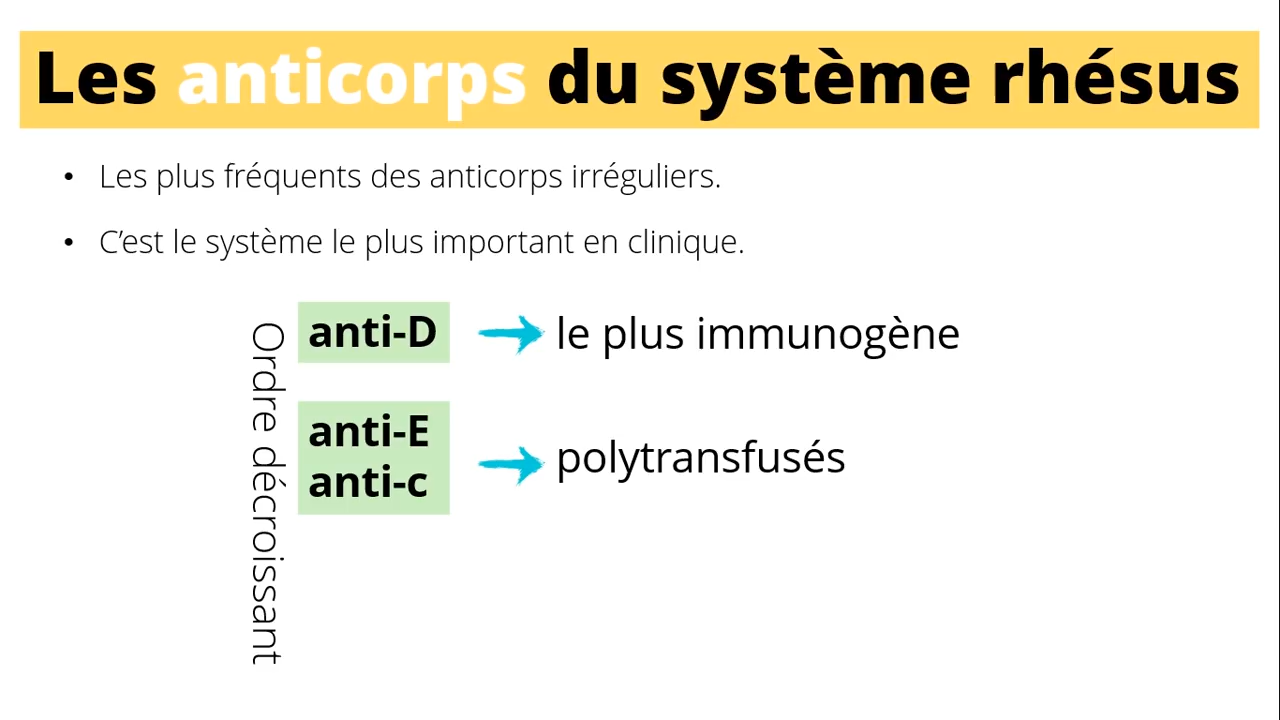 Les anticorps du système rhésus
• Les plus fréquents des anticorps irréguliers.
• C’est le système le plus important en clinique.
Ordre décroissant
anti-D
le plus immunogène
anti-E
anti-c
polytransfusés